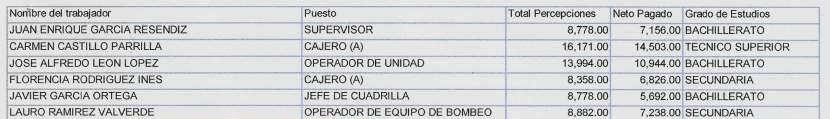 Nombre del trabajador Puesto Total Percepciones Neto Pagado Grado de Estudios
JUAN ENRIQUE GARCIA RESENDIZ SUPERVISOR 8,778.00 7,156.00 BACHILLERATO
CARMEN CASTILLO PARRILLA CAJERO (A) 16,171.00 14,503.00 TECNICO SUPERIOR
JOSE ALFREDO LEON LOPEZ OPERADOR DE UNIDAD 13,994.00 10,944.00 BACHILLERATO
FLORENCIA RODRIGUEZ INES CAJERO (A) 8,358.00 6,826.00 SECUNDARIA
JAVIER GARCIA ORTEGA JEFE DE CUADRILLA 8,778.00 5,692.00 BACHILLERATO
LAURO RAMIREZ VALVERDE OPERADOR DE EQUIPO DE BOMBEO 8,882.00 7,238.00 SECUNDARIA